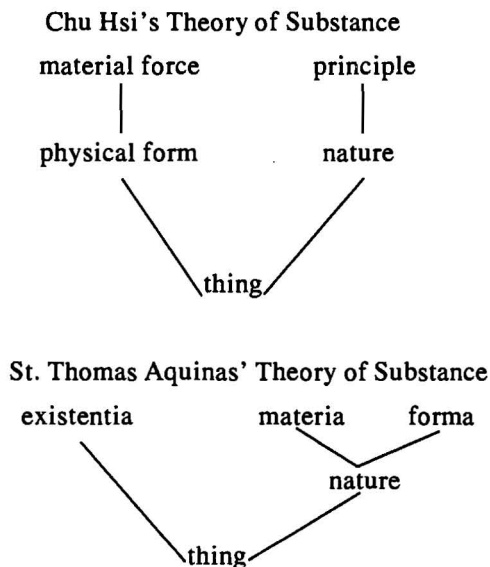 Chu Hsi's Theory of Substance
material force principle
physical form nature
thing
St. Thomas Aquinas' Theory of Substance
existentia materia forma
nature
thing